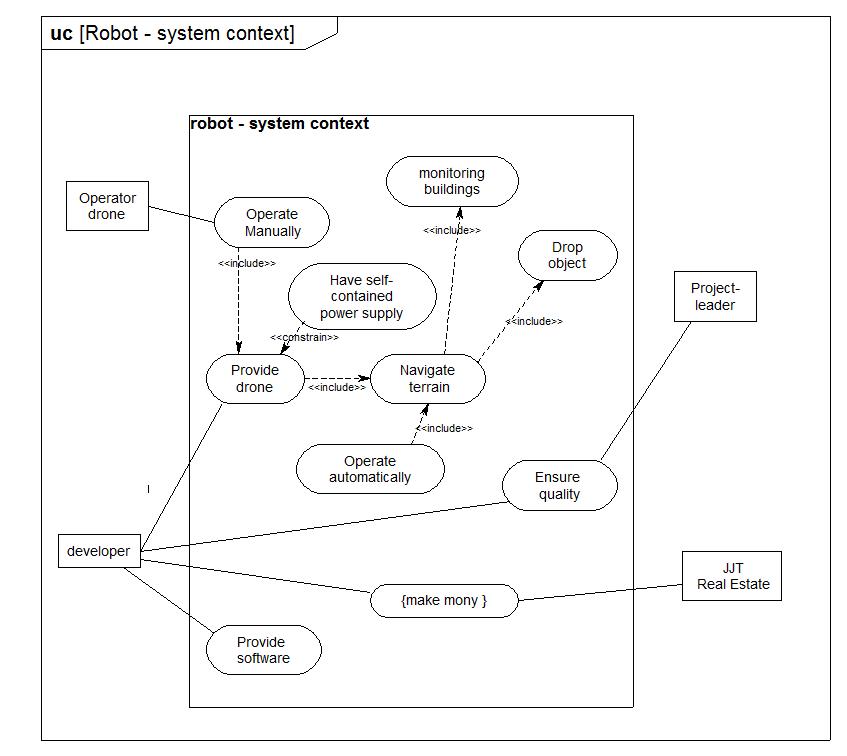 uc [Robot - system context]
robot - system context
monitoring
buildings
Operator
drone
Operate
Manually
<<include>>
Drop
object
<<include>>
Have self-
contained
power supply
Project-
leader
<<include>>
<<constrain>>
Provide
drone
Navigate
terrain
<<include>>
<<include>>
Operate
automatically
Ensure
quality
I
developer
JJT
Real Estate
{make mony }
Provide
software